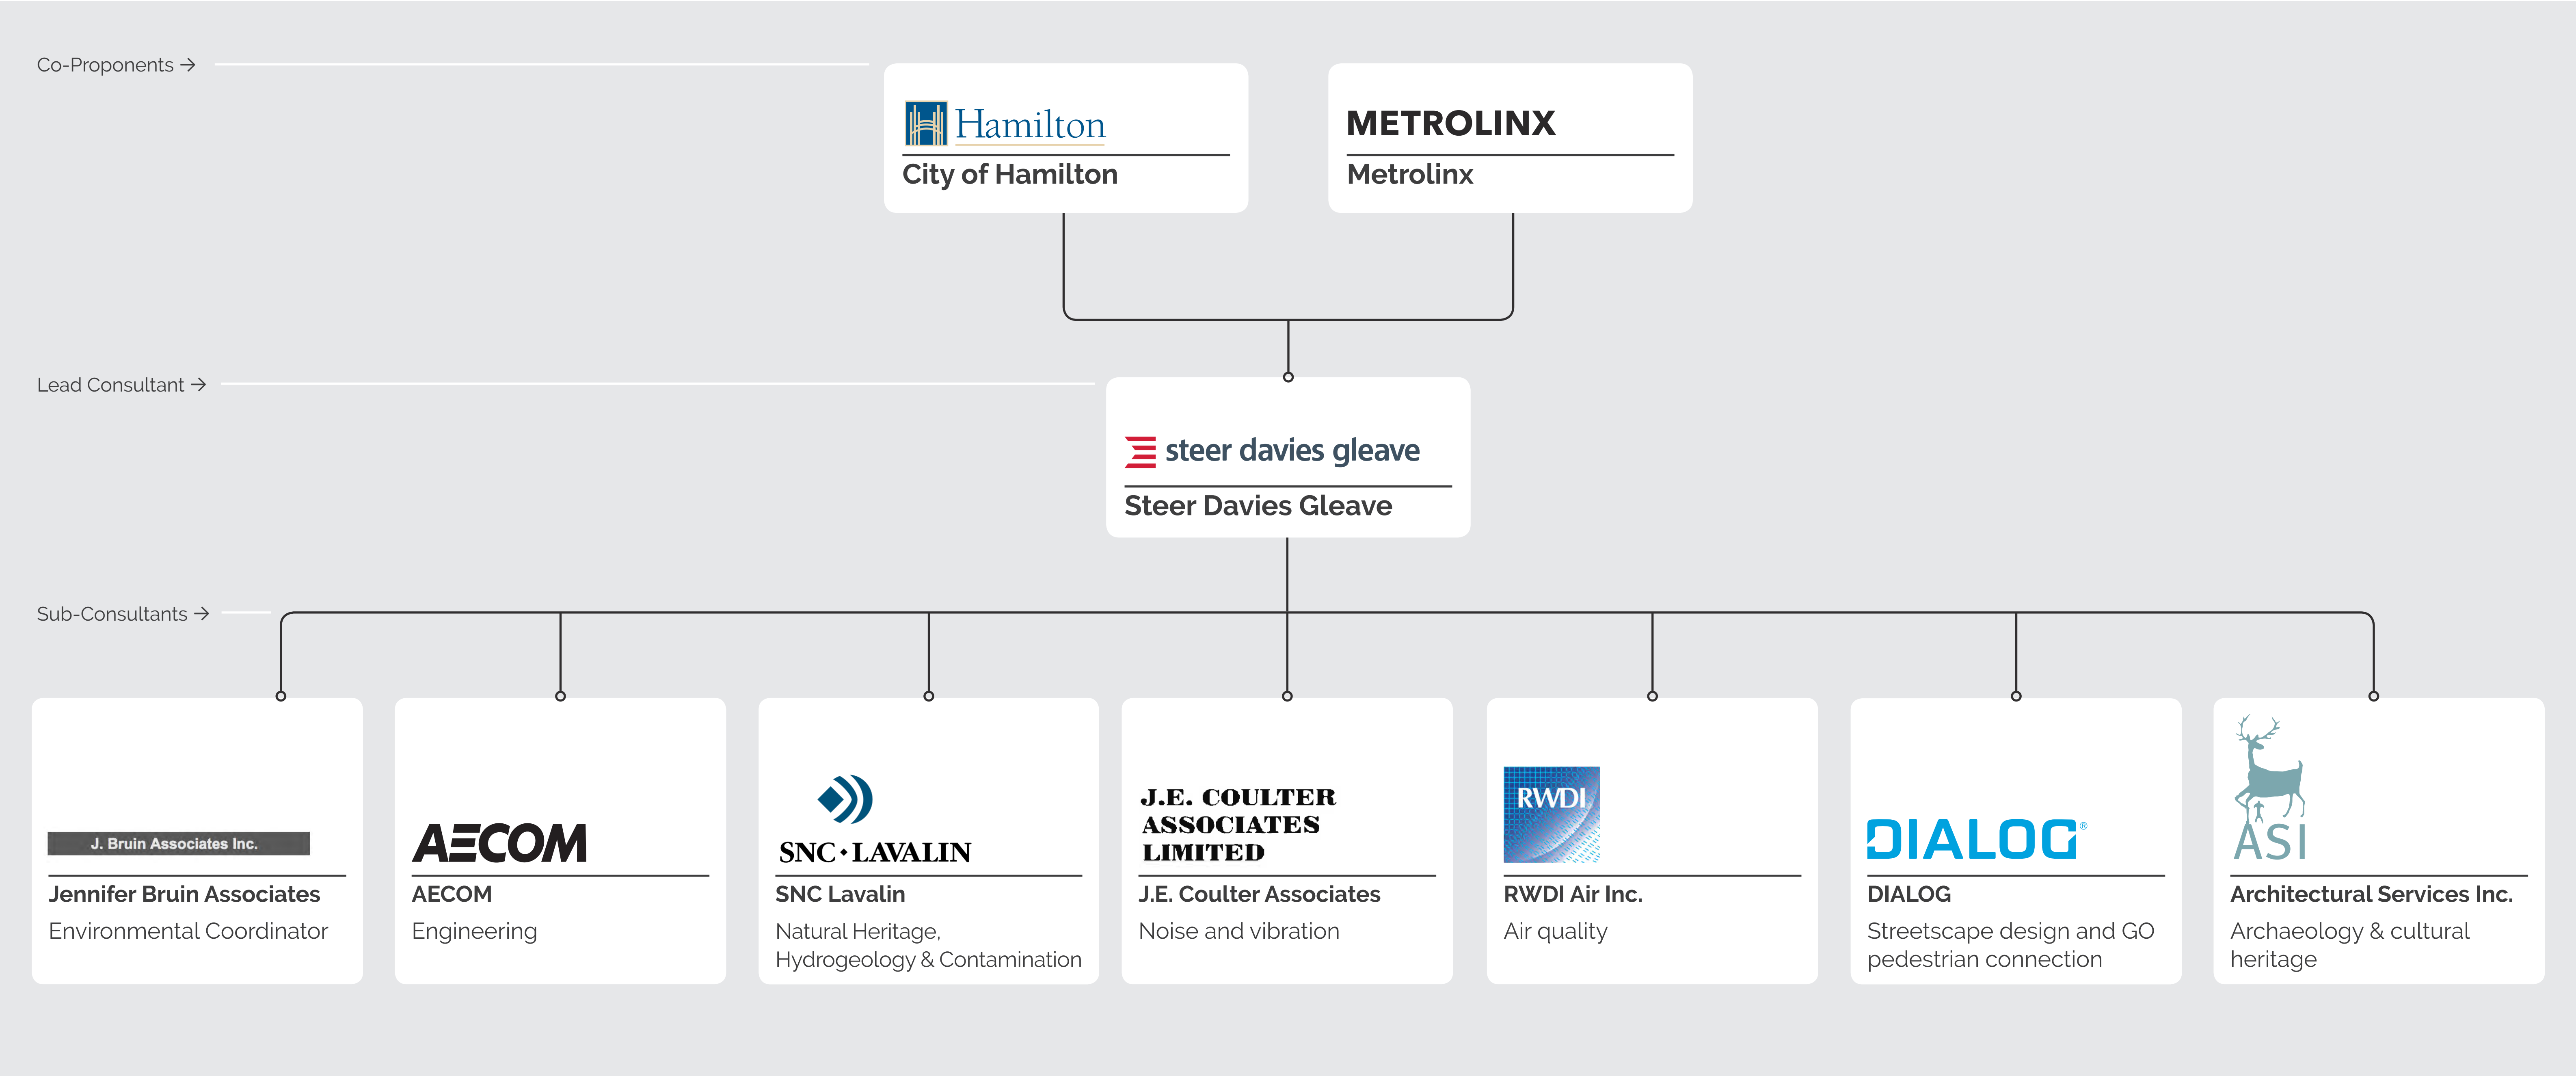 Co-Proponents →
Hamilton
City of Hamilton
METROLINX
Metrolinx
Lead Consultant →
steer davies gleave
Steer Davies Gleave
Sub-Consultants →
J. Bruin Associates Inc.
Jennifer Bruin Associates
Environmental Coordinator
AECOM
AECOM
Engineering
SNC • LAVALIN
SNC Lavalin
Natural Heritage,
Hydrogeology & Contamination
J.E. COULTER
ASSOCIATES
LIMITED
J.E. Coulter Associates
Noise and vibration
RWDI
RWDI Air Inc.
Air quality
DIALOG®
DIALOG
Streetscape design and GO
pedestrian connection
ASI
Architectural Services Inc.
Archaeology & cultural
heritage